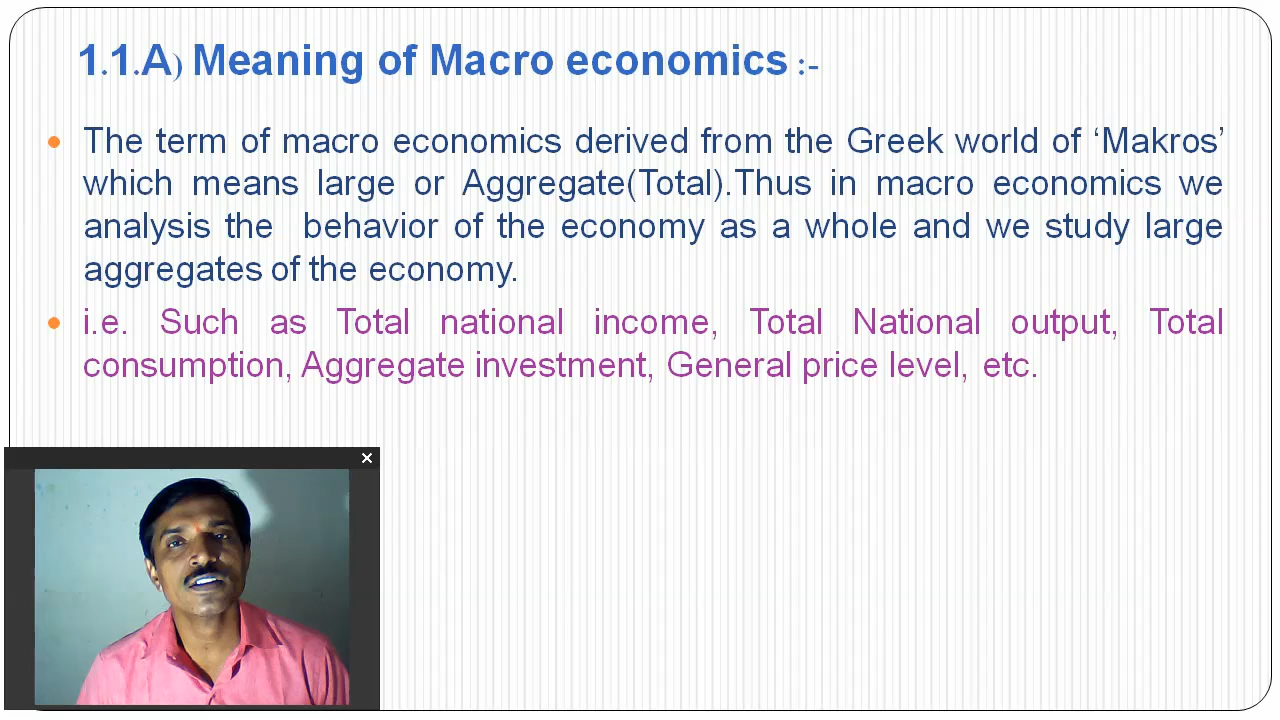 1.1.A) Meaning of Macro economics :-
• The term of macro economics derived from the Greek world of ‘Makros’
which means large or Aggregate(Total).Thus in macro economics we
analysis the  behavior of the economy as a whole and we study large
aggregates of the economy.
• i.e. Such as Total national income, Total National output, Total
consumption, Aggregate investment, General price level, etc.